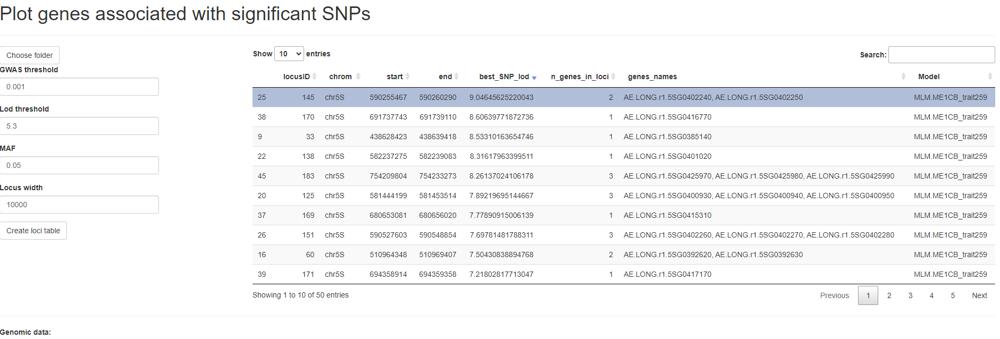 Plot genes associated with significant SNPs
Choose folder
GWAS threshold
0.001
Lod threshold
5.3
MAF
0.05
Locus width
10000
Create loci table
Show 10 entries
Search:
locusID chrom start end best_SNP_lod n_genes_in_loci genes_names Model
25 145 chr5S 590255467 590260290 9.04645625220043 2 AE.LONG.r1.5SG0402240, AE.LONG.r1.5SG0402250 MLM.ME1CB_trait259
38 170 chr5S 691737743 691739110 8.60639771872736 1 AE.LONG.r1.5SG0416770 MLM.ME1CB_trait259
9 33 chr5S 438628423 438639418 8.53310163654746 1 AE.LONG.r1.5SG0385140 MLM.ME1CB_trait259
22 138 chr5S 582237275 582239083 8.31617963399511 1 AE.LONG.r1.5SG0401020 MLM.ME1CB_trait259
45 183 chr5S 754209804 754233273 8.26137024106178 3 AE.LONG.r1.5SG0425970, AE.LONG.r1.5SG0425980, AE.LONG.r1.5SG0425990 MLM.ME1CB_trait259
20 125 chr5S 581444199 581453514 7.89219695144667 3 AE.LONG.r1.5SG0400930, AE.LONG.r1.5SG0400940, AE.LONG.r1.5SG0400950 MLM.ME1CB_trait259
37 169 chr5S 680653081 680656020 7.77890915006139 1 AE.LONG.r1.5SG0415310 MLM.ME1CB_trait259
26 151 chr5S 590527603 590548854 7.69781481788311 3 AE.LONG.r1.5SG0402260, AE.LONG.r1.5SG0402270, AE.LONG.r1.5SG0402280 MLM.ME1CB_trait259
16 60 chr5S 510964348 510969407 7.50430838894768 2 AE.LONG.r1.5SG0392620, AE.LONG.r1.5SG0392630 MLM.ME1CB_trait259
39 171 chr5S 694358914 694359358 7.21802817713047 1 AE.LONG.r1.5SG0417170 MLM.ME1CB_trait259
Showing 1 to 10 of 50 entries
Previous 1 2 3 4 5 Next
Genomic data: